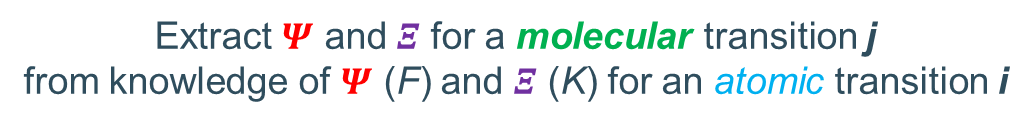 Extract Ψ and Ξ for a molecular transition j
from knowledge of Ψ (F) and Ξ (K) for an atomic transition i